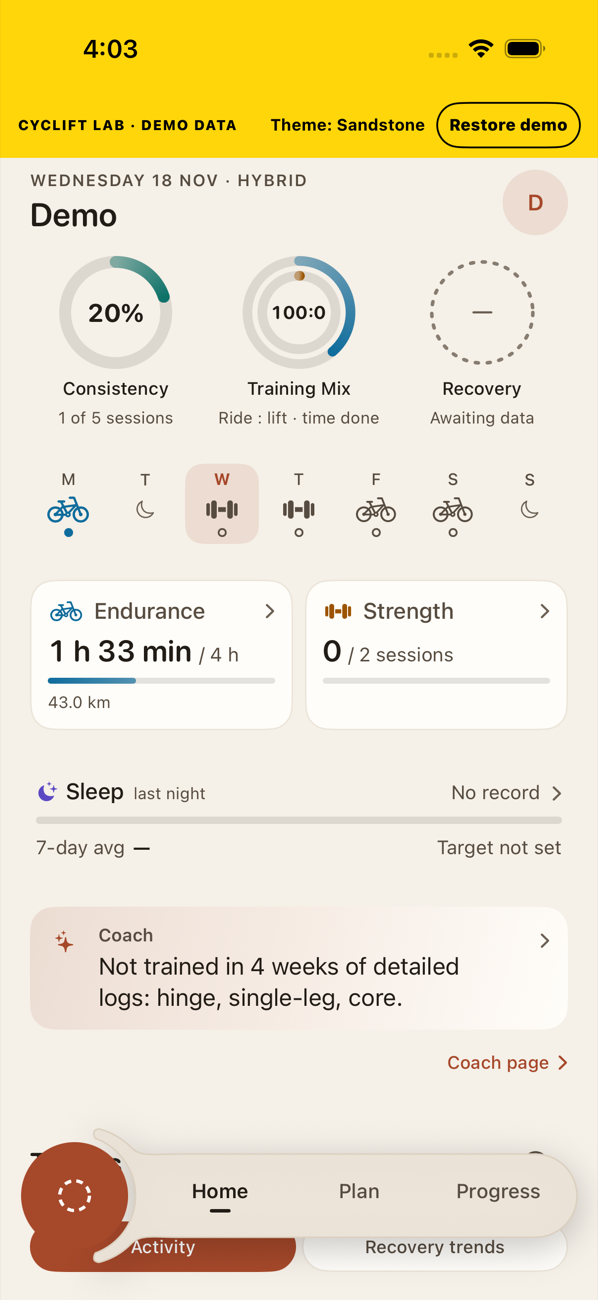 4:03
CYCLIFT LAB · DEMO DATA
Theme: Sandstone
Restore demo
WEDNESDAY 18 NOV · HYBRID
Demo
D
20%
100:0
—
Consistency
Training Mix
Recovery
1 of 5 sessions
Ride : lift · time done
Awaiting data
M
T
W
T
F
S
S
Endurance
Strength
1 h 33 min / 4 h
0 / 2 sessions
43.0 km
Sleep last night
No record
7-day avg —
Target not set
Coach
Not trained in 4 weeks of detailed
logs: hinge, single-leg, core.
Coach page
Home
Plan
Progress
Activity
Recovery trends